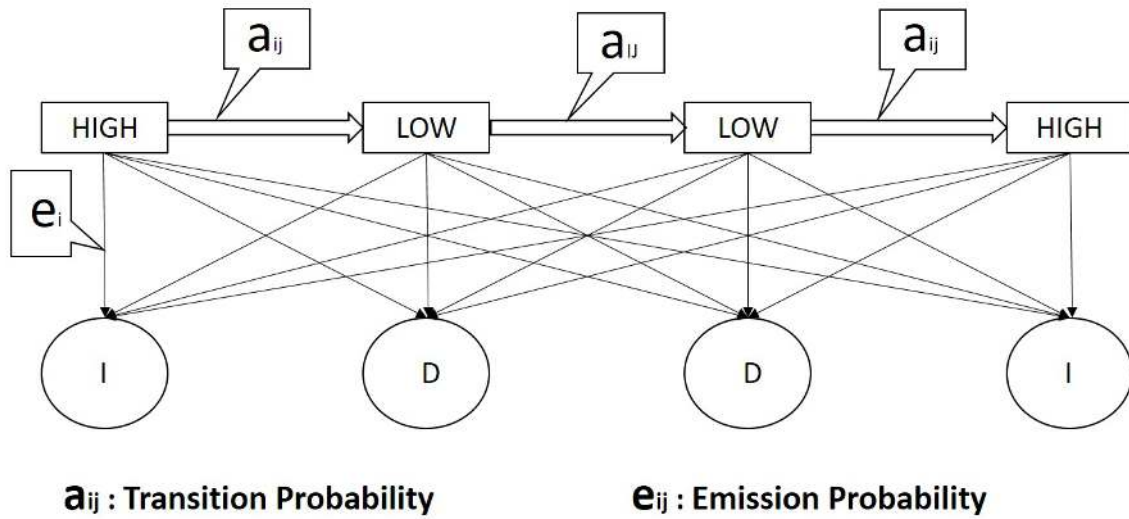 aij aIJ aij
HIGH LOW LOW HIGH
ei
I D D I
aij : Transition Probability eij : Emission Probability